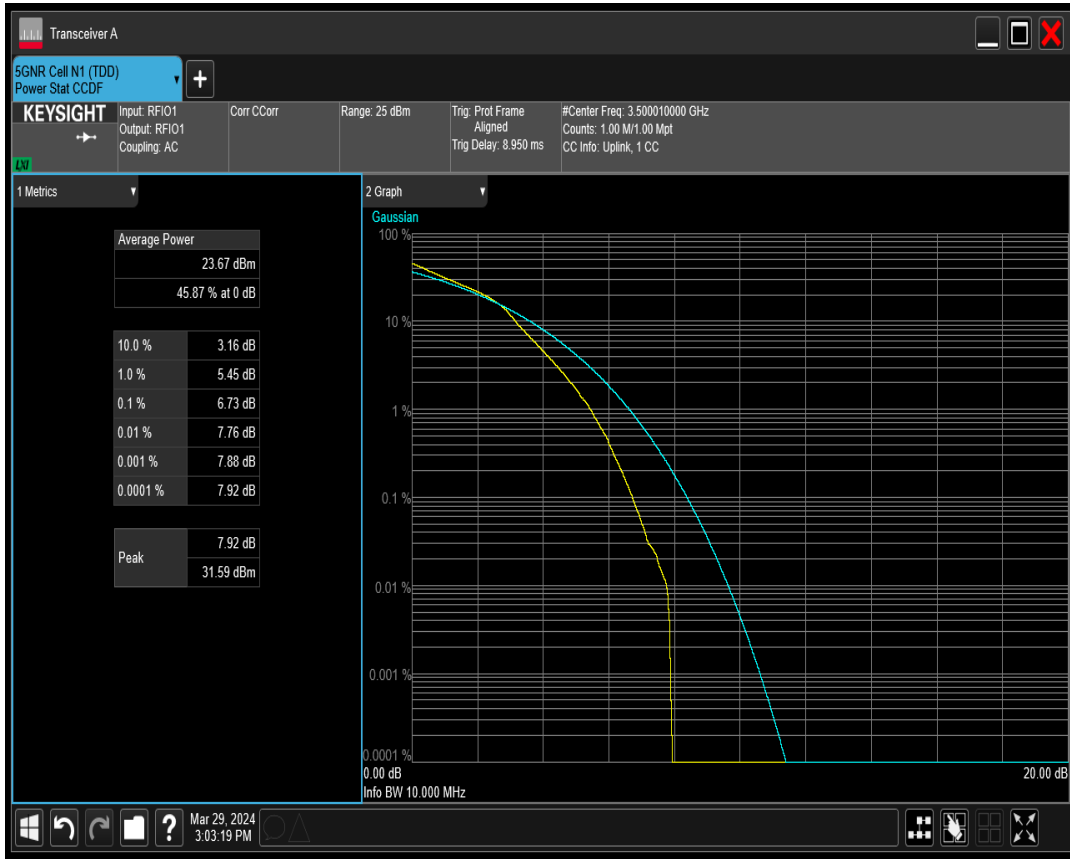 Transceiver A
5GNR Cell N1 (TDD)
Power Stat CCDF
KEYSIGHT
LXI
Input: RFIO1
Output: RFIO1
Coupling: AC
Corr CCorr
Range: 25 dBm
Trig: Prot Frame
Aligned
Trig Delay: 8.950 ms
#Center Freq: 3.500010000 GHz
Counts: 1.00 M/1.00 Mpt
CC Info: Uplink, 1 CC
1 Metrics
Average Power
23.67 dBm
45.87 % at 0 dB
10.0 % 3.16 dB
1.0 % 5.45 dB
0.1 % 6.73 dB
0.01 % 7.76 dB
0.001 % 7.88 dB
0.0001 % 7.92 dB
Peak
7.92 dB
31.59 dBm
2 Graph
Gaussian
100 %
10 %
1 %
0.1 %
0.01 %
0.001 %
0.0001 %
0.00 dB 20.00 dB
Info BW 10.000 MHz
?
Mar 29, 2024
3:03:19 PM